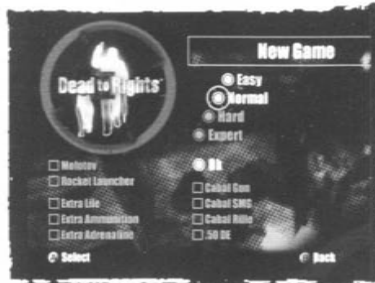 Dead to Rights
New Game
Easy
Normal
Hard
Expert
Ok
Molotov
Rocket Launcher
Extra Life
Extra Ammunition
Extra Adrenaline
Cabal Gun
Cabal SMG
Cabal Rifle
.50 DE
Select
Back